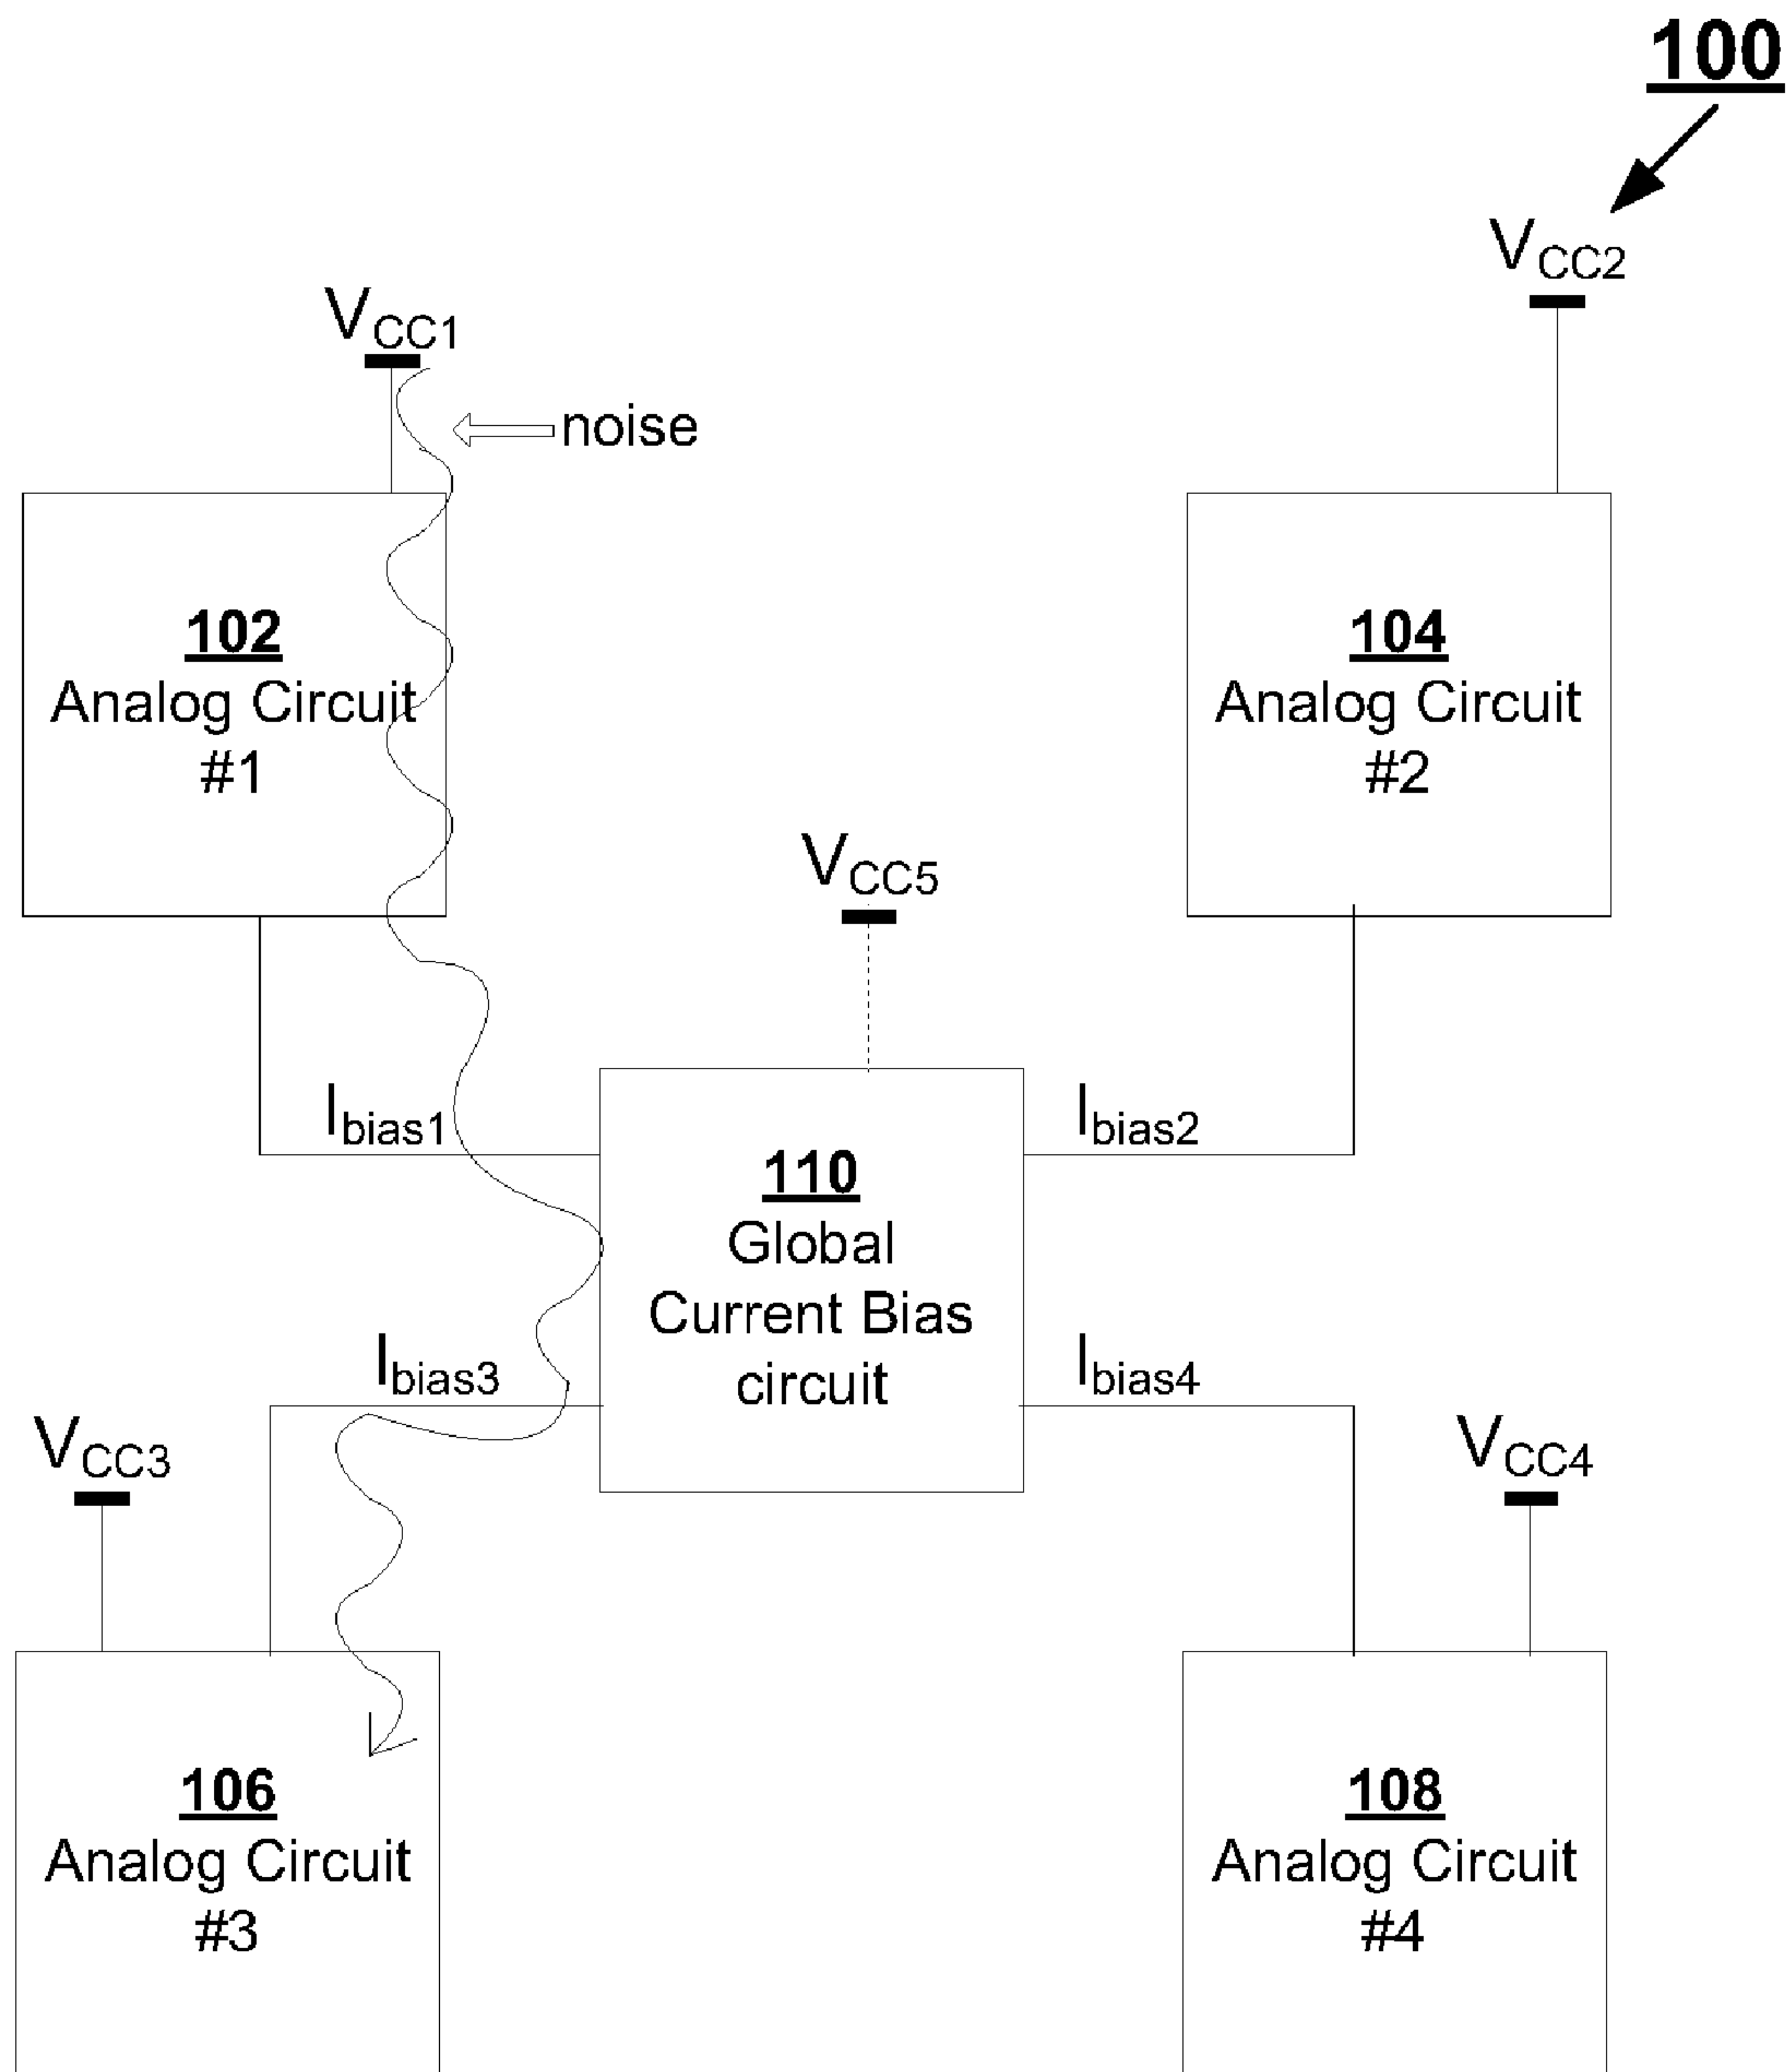 100
VCC2
VCC1
noise
102
Analog Circuit
#1
104
Analog Circuit
#2
VCC5
Ibias1
Ibias2
110
Global
Current Bias
circuit
Ibias3
Ibias4
VCC3
VCC4
106
Analog Circuit
#3
108
Analog Circuit
#4